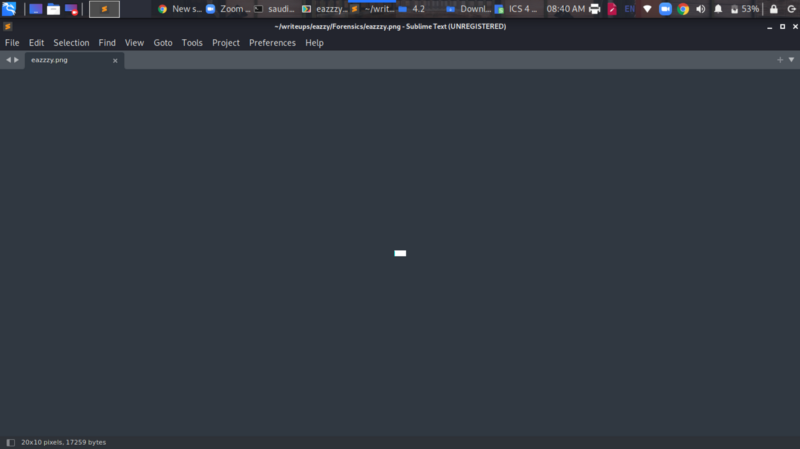 New s... Zoom ... saudi... eazzzy... ~/writ... 4.2 Downl... ICS 4 ... 08:40 AM EN 53%
~/writeups/eazzy/Forensics/eazzzy.png - Sublime Text (UNREGISTERED)
File Edit Selection Find View Goto Tools Project Preferences Help
eazzzy.png
20x10 pixels, 17259 bytes